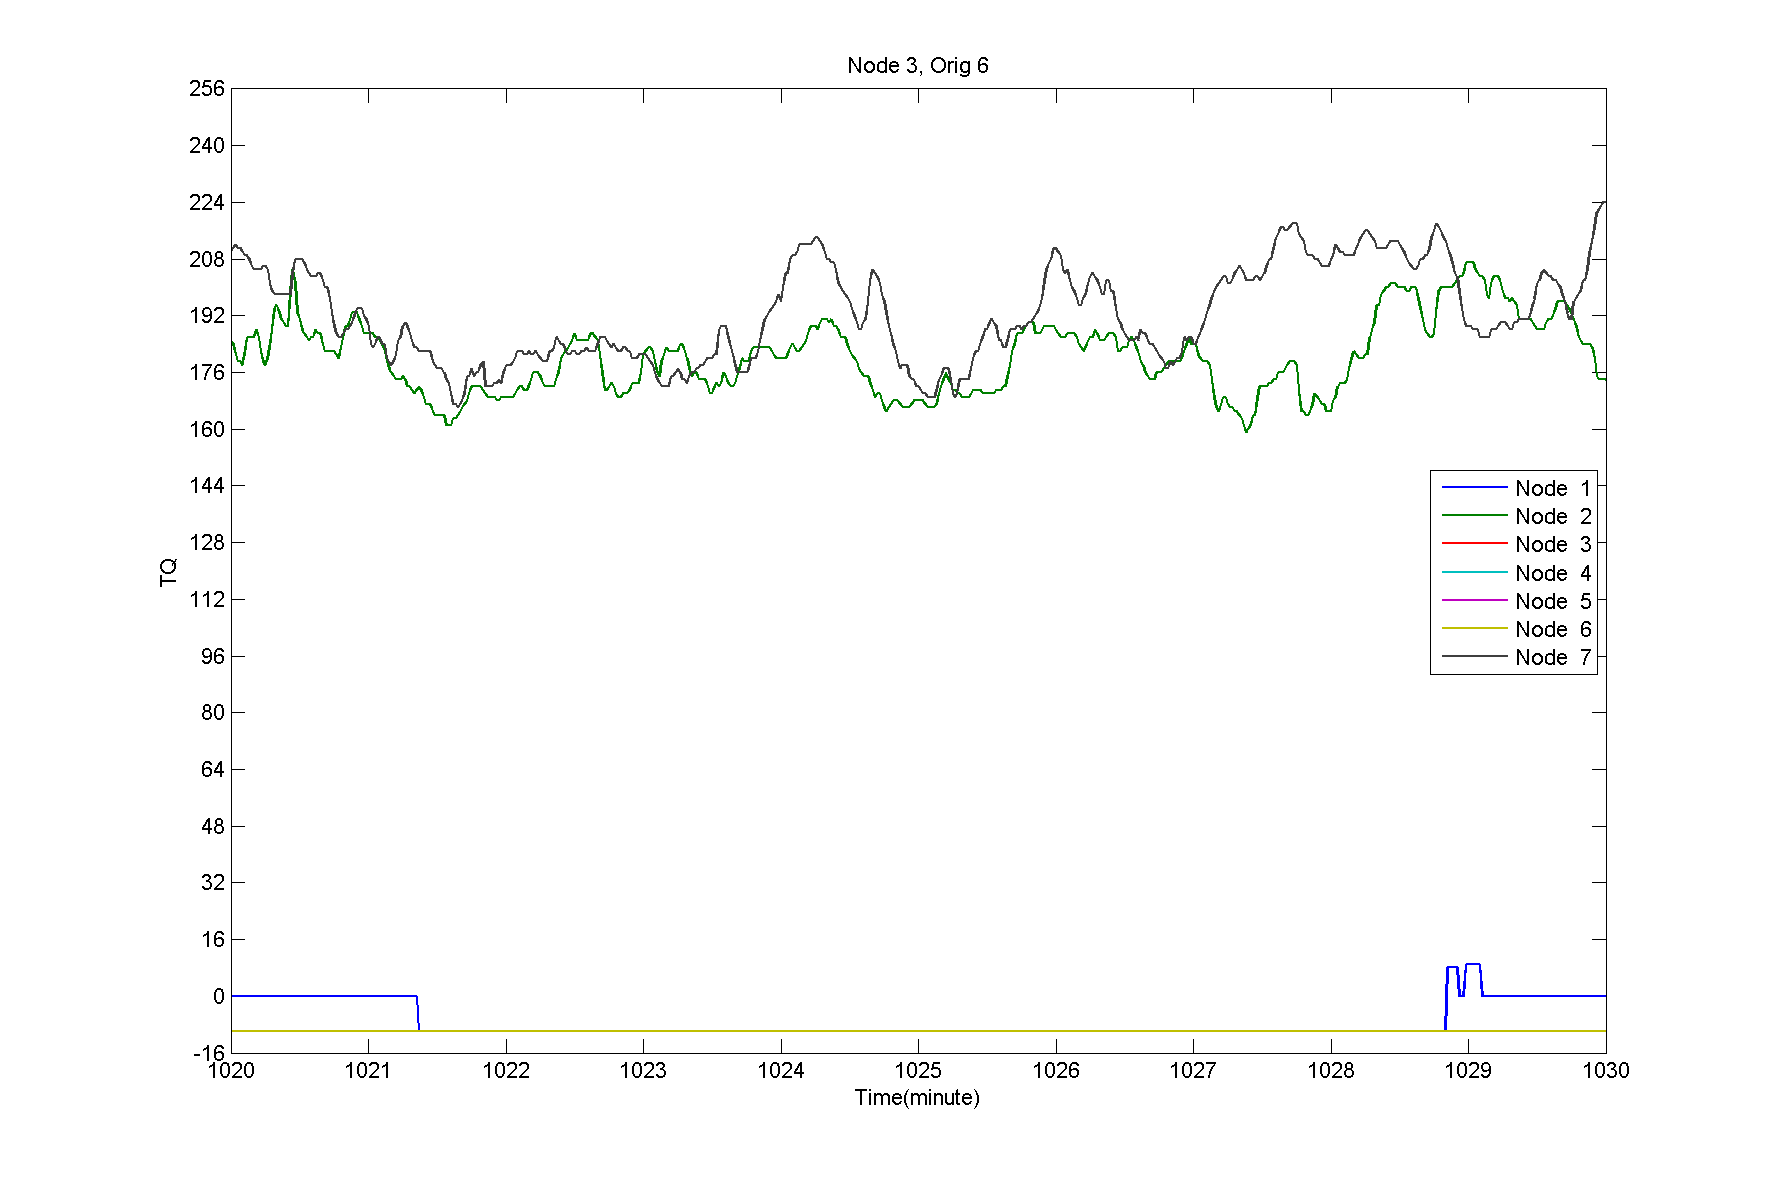 Node 3, Orig 6
256
240
224
208
192
176
160
144
128
112
96
80
64
48
32
16
0
-16
TQ
Node 1
Node 2
Node 3
Node 4
Node 5
Node 6
Node 7
1020 1021 1022 1023 1024 1025 1026 1027 1028 1029 1030
Time(minute)